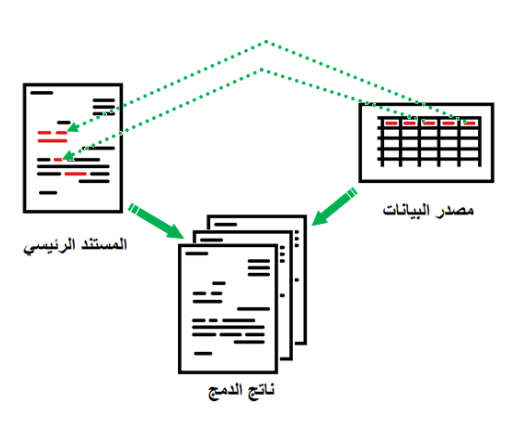 مصدر البيانات
المستند الرئيسي
ناتج الدمج